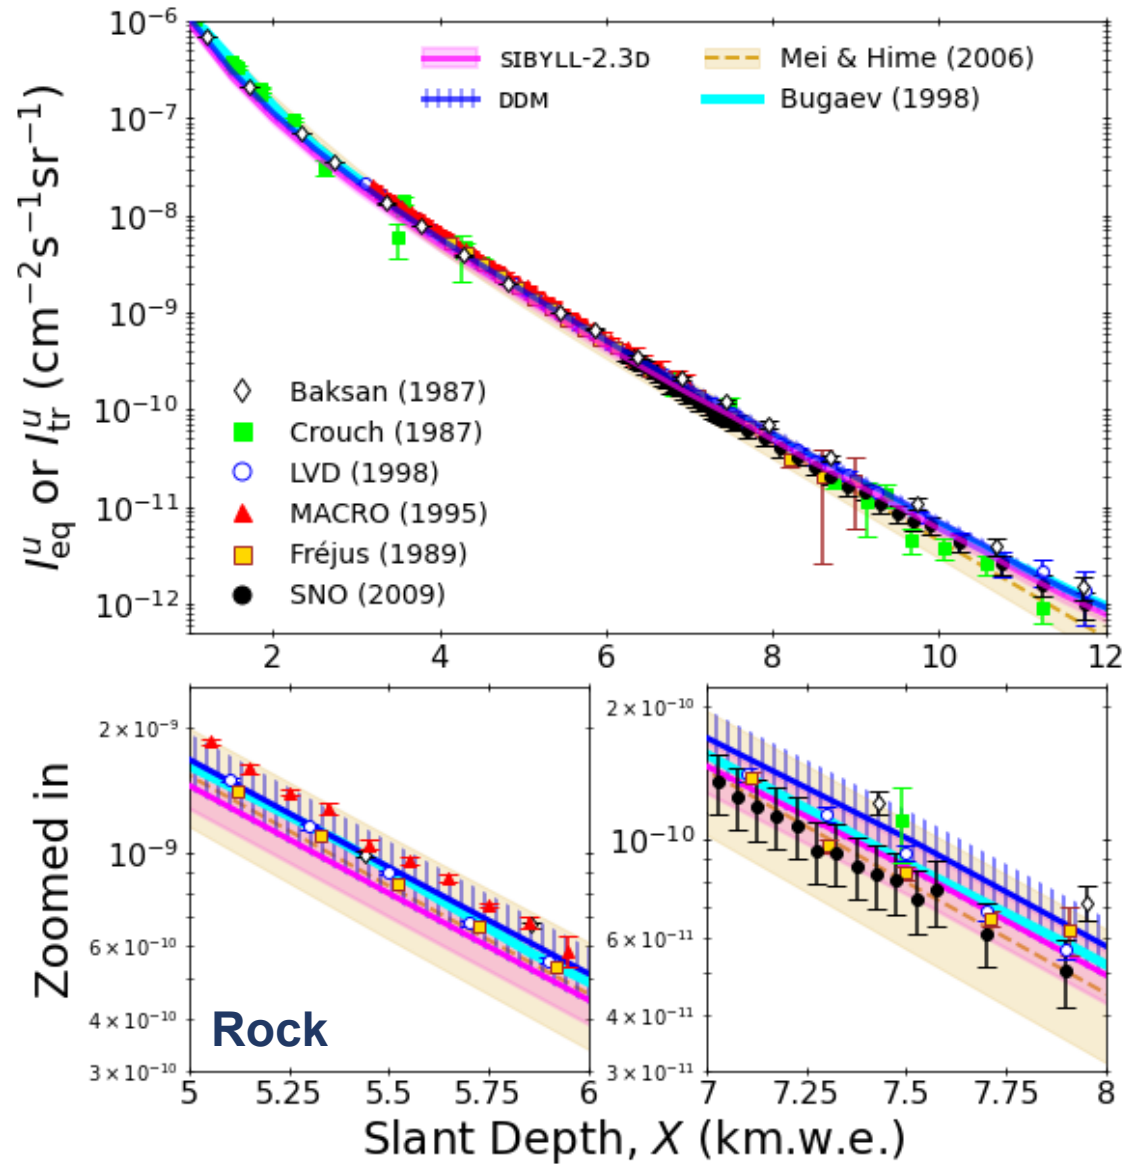 10⁻⁶
10⁻⁷
10⁻⁸
10⁻⁹
10⁻¹⁰
10⁻¹¹
10⁻¹²
I^u_eq or I^u_tr (cm⁻²s⁻¹sr⁻¹)
SIBYLL-2.3D
DDM
Mei & Hime (2006)
Bugaev (1998)
Baksan (1987)
Crouch (1987)
LVD (1998)
MACRO (1995)
Fréjus (1989)
SNO (2009)
2 4 6 8 10 12
Zoomed in
2 × 10⁻⁹
10⁻⁹
6 × 10⁻¹⁰
4 × 10⁻¹⁰
3 × 10⁻¹⁰
Rock
5 5.25 5.5 5.75 6
2 × 10⁻¹⁰
10⁻¹⁰
6 × 10⁻¹¹
4 × 10⁻¹¹
3 × 10⁻¹¹
7 7.25 7.5 7.75 8
Slant Depth, X (km.w.e.)